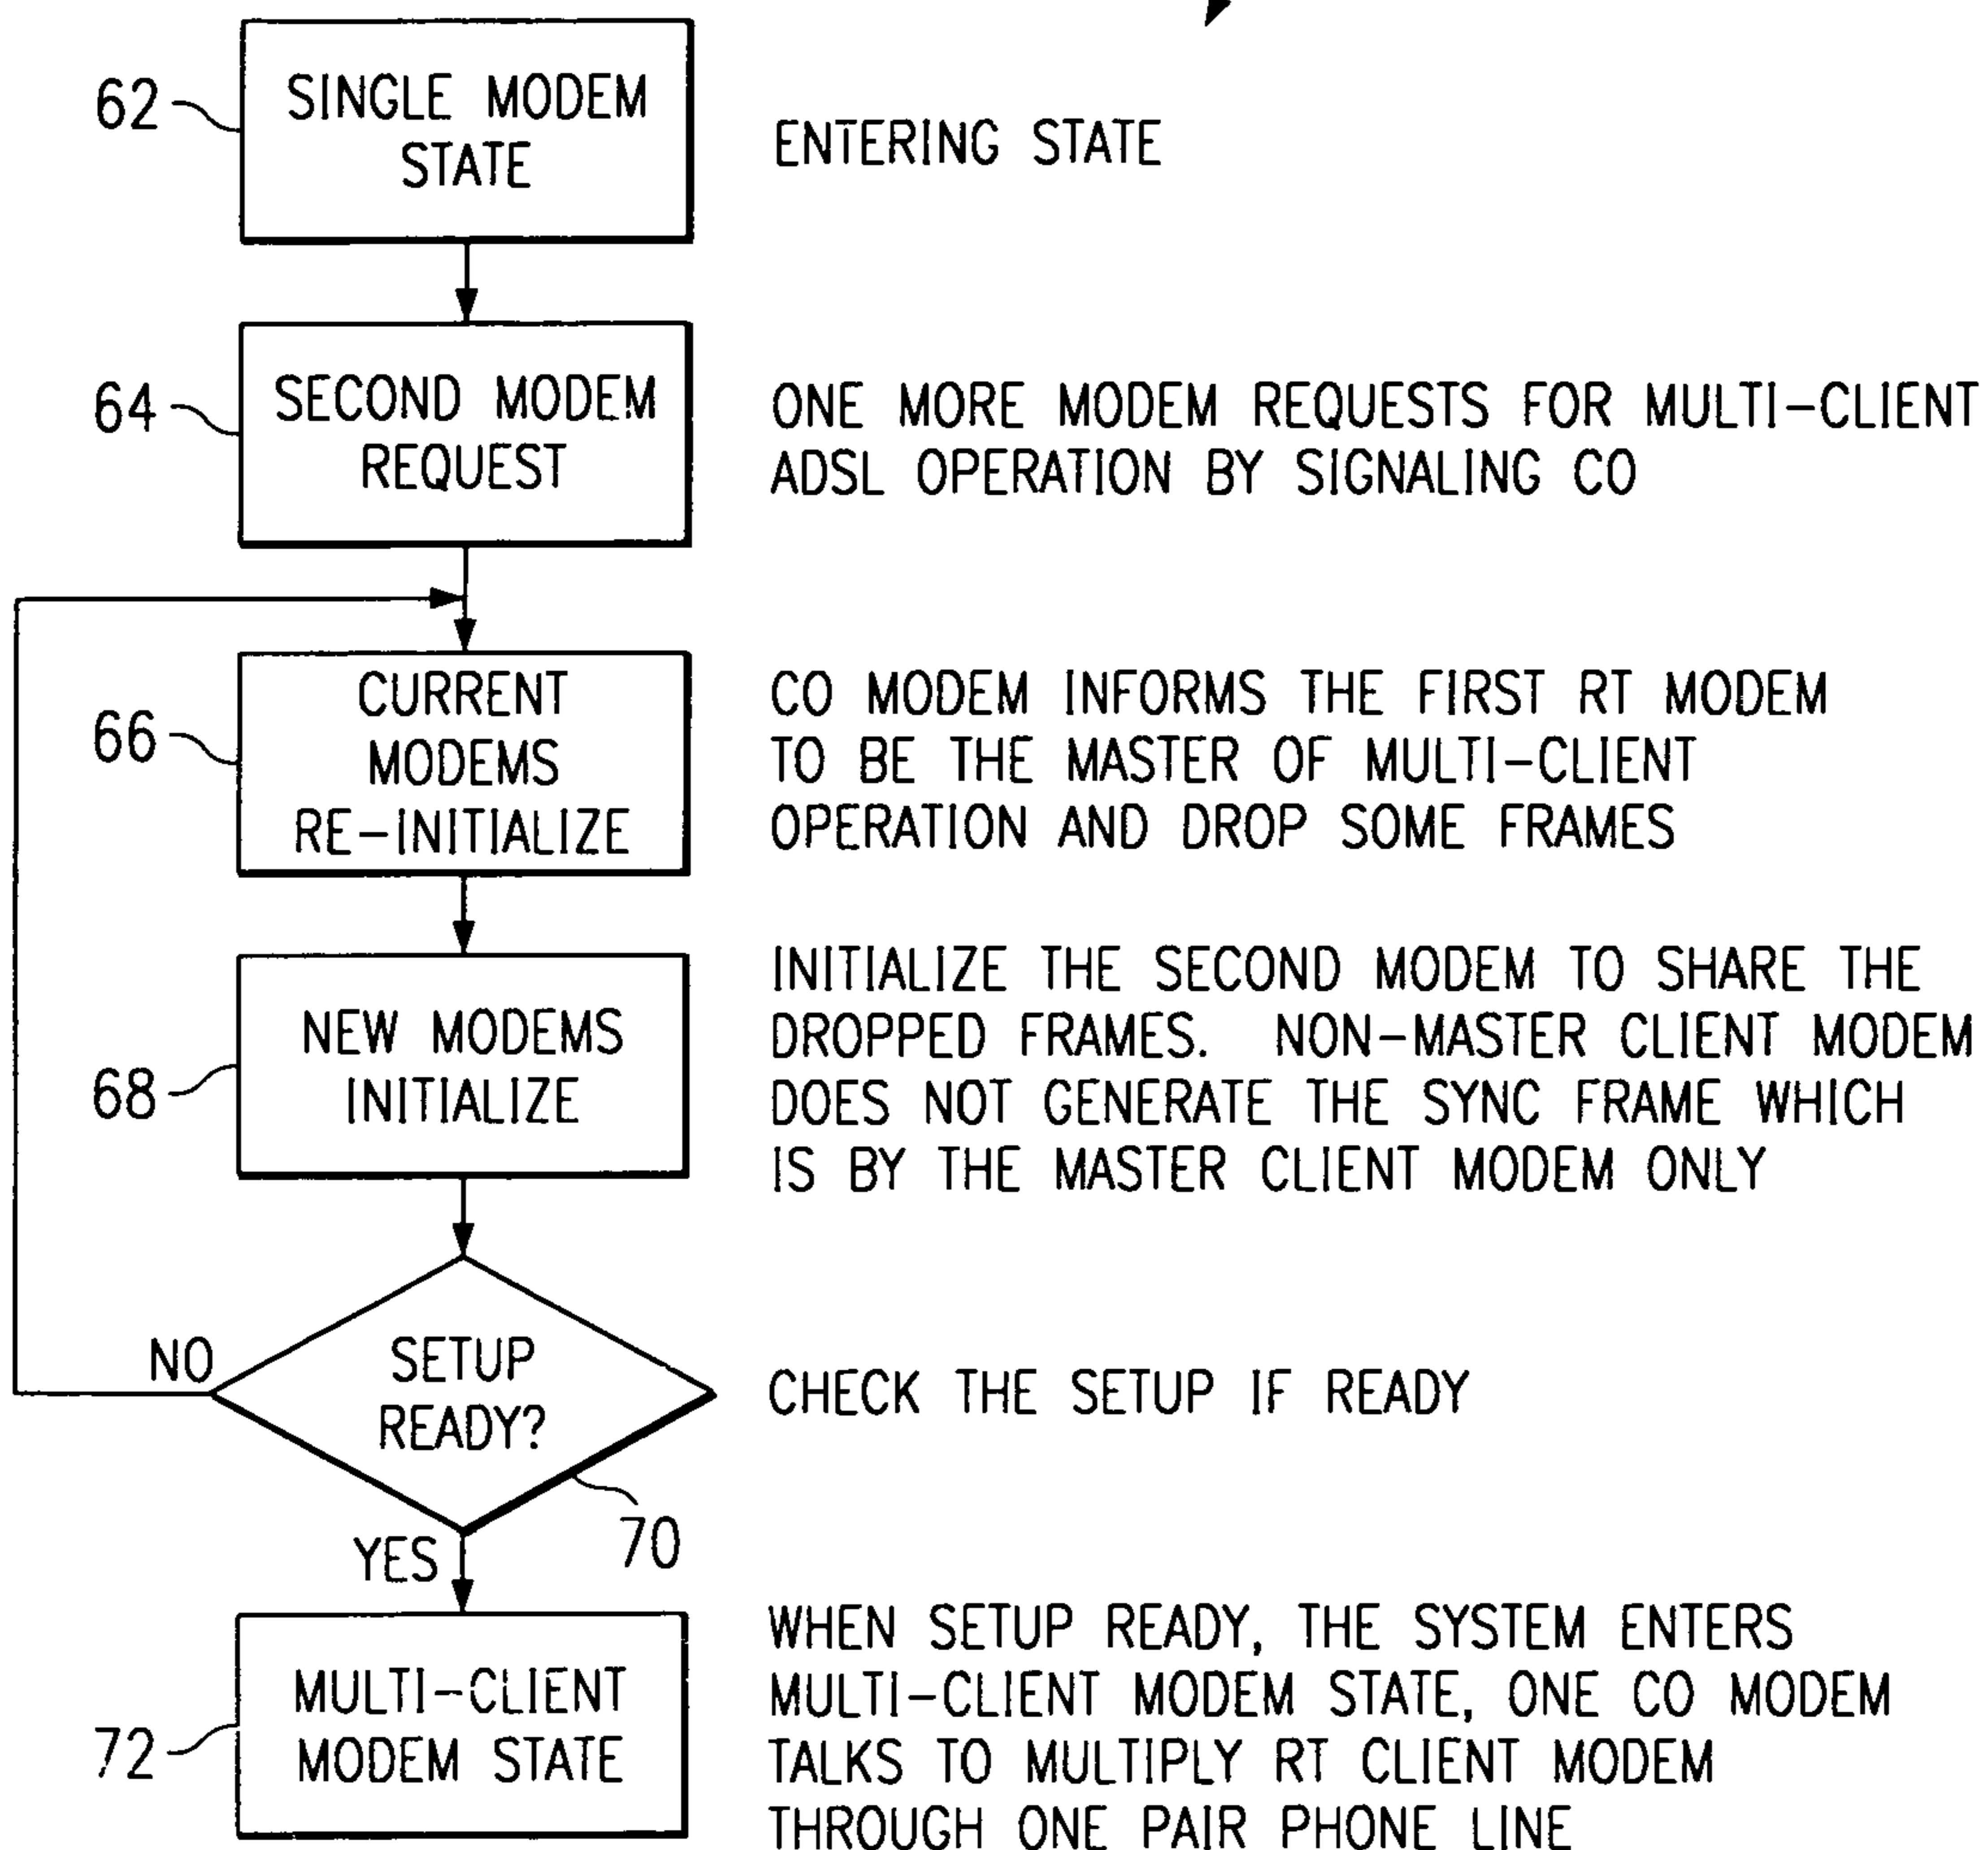 62
SINGLE MODEM
STATE
ENTERING STATE
64
SECOND MODEM
REQUEST
ONE MORE MODEM REQUESTS FOR MULTI-CLIENT
ADSL OPERATION BY SIGNALING CO
66
CURRENT
MODEMS
RE-INITIALIZE
CO MODEM INFORMS THE FIRST RT MODEM
TO BE THE MASTER OF MULTI-CLIENT
OPERATION AND DROP SOME FRAMES
68
NEW MODEMS
INITIALIZE
INITIALIZE THE SECOND MODEM TO SHARE THE
DROPPED FRAMES. NON-MASTER CLIENT MODEM
DOES NOT GENERATE THE SYNC FRAME WHICH
IS BY THE MASTER CLIENT MODEM ONLY
NO
SETUP
READY?
CHECK THE SETUP IF READY
70
YES
72
MULTI-CLIENT
MODEM STATE
WHEN SETUP READY, THE SYSTEM ENTERS
MULTI-CLIENT MODEM STATE, ONE CO MODEM
TALKS TO MULTIPLY RT CLIENT MODEM
THROUGH ONE PAIR PHONE LINE